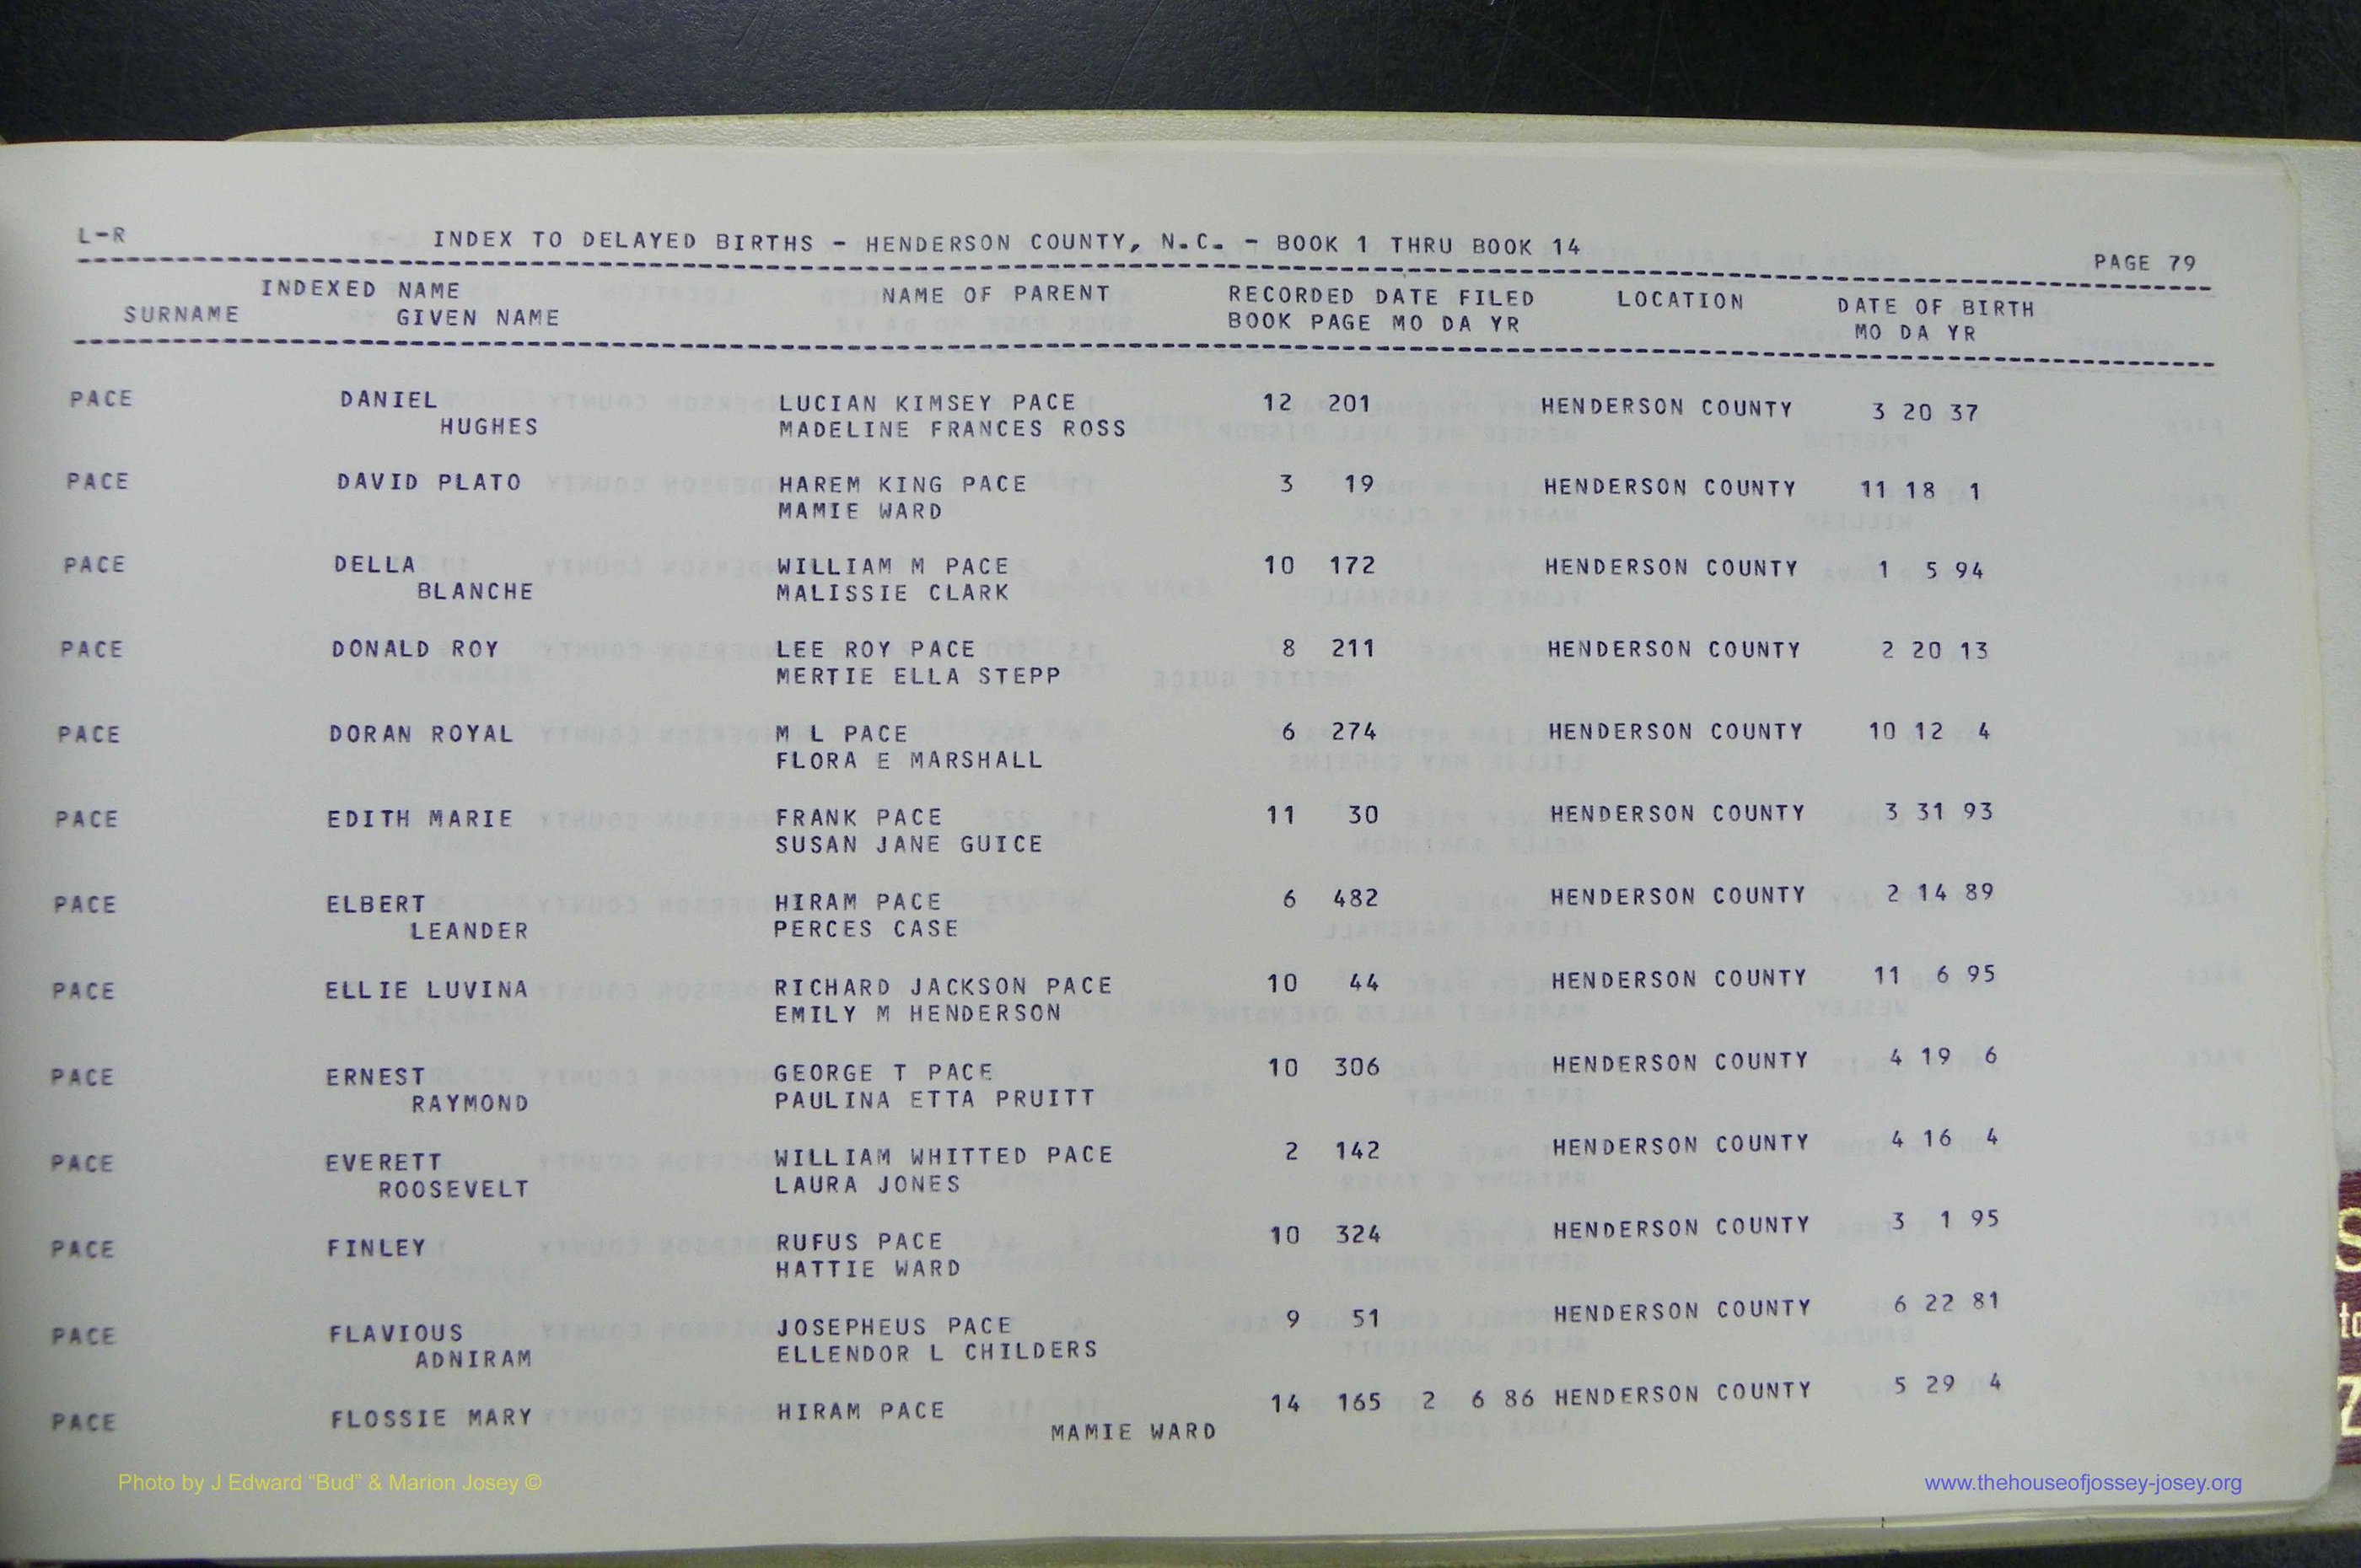 L-R INDEX TO DELAYED BIRTHS - HENDERSON COUNTY, N.C. - BOOK 1 THRU BOOK 14 PAGE 79
INDEXED NAME NAME OF PARENT RECORDED DATE FILED LOCATION DATE OF BIRTH
SURNAME GIVEN NAME BOOK PAGE MO DA YR MO DA YR
PACE DANIEL LUCIAN KIMSEY PACE 12 201 HENDERSON COUNTY 3 20 37
HUGHES MADELINE FRANCES ROSS
PACE DAVID PLATO HAREM KING PACE 3 19 HENDERSON COUNTY 11 18 1
MAMIE WARD
PACE DELLA WILLIAM M PACE 10 172 HENDERSON COUNTY 1 5 94
BLANCHE MALISSIE CLARK
PACE DONALD ROY LEE ROY PACE 8 211 HENDERSON COUNTY 2 20 13
MERTIE ELLA STEPP
PACE DORAN ROYAL M L PACE 6 274 HENDERSON COUNTY 10 12 4
FLORA E MARSHALL
PACE EDITH MARIE FRANK PACE 11 30 HENDERSON COUNTY 3 31 93
SUSAN JANE GUICE
PACE ELBERT HIRAM PACE 6 482 HENDERSON COUNTY 2 14 89
LEANDER PERCES CASE
PACE ELLIE LUVINA RICHARD JACKSON PACE 10 44 HENDERSON COUNTY 11 6 95
EMILY M HENDERSON
PACE ERNEST GEORGE T PACE 10 306 HENDERSON COUNTY 4 19 6
RAYMOND PAULINA ETTA PRUITT
PACE EVERETT WILLIAM WHITTED PACE 2 142 HENDERSON COUNTY 4 16 4
ROOSEVELT LAURA JONES
PACE FINLEY RUFUS PACE 10 324 HENDERSON COUNTY 3 1 95
HATTIE WARD
PACE FLAVIOUS JOSEPHEUS PACE 9 51 HENDERSON COUNTY 6 22 81
ADNIRAM ELLENDOR L CHILDERS
PACE FLOSSIE MARY HIRAM PACE 14 165 2 6 86 HENDERSON COUNTY 5 29 4
MAMIE WARD
S
to
Z
Photo by J Edward “Bud” & Marion Josey © www.thehouseofjossey-josey.org